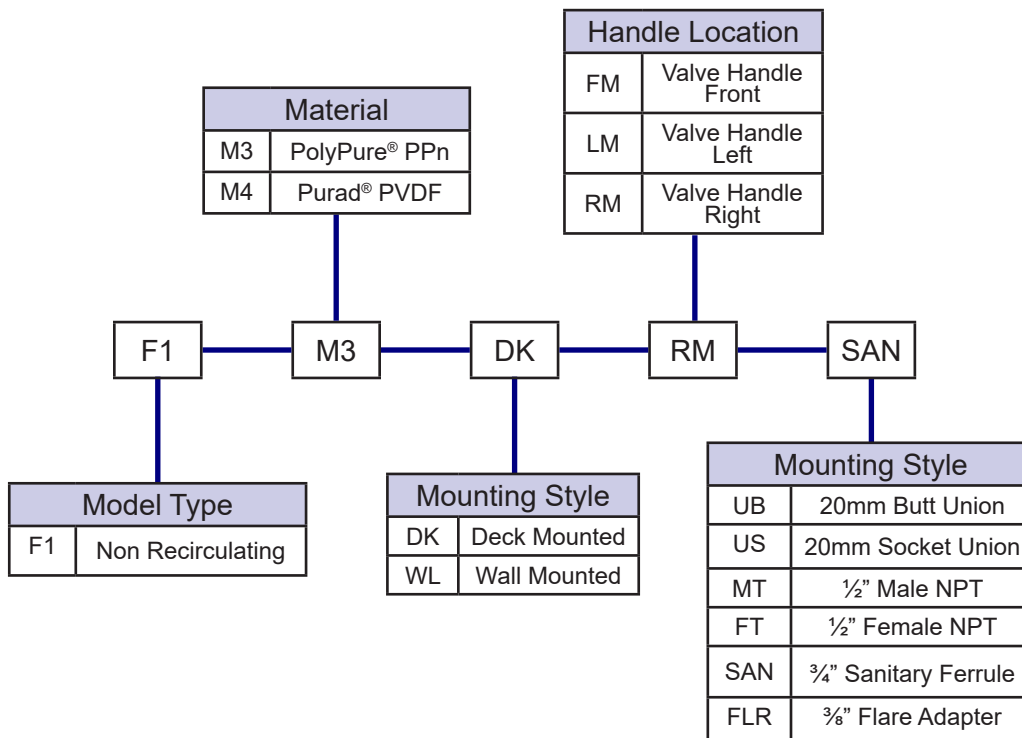 Handle Location
FM Valve Handle
Front
LM Valve Handle
Left
RM Valve Handle
Right
Material
M3 PolyPure® PPn
M4 Purad® PVDF
F1 M3 DK RM SAN
Model Type
F1 Non Recirculating
Mounting Style
DK Deck Mounted
WL Wall Mounted
Mounting Style
UB 20mm Butt Union
US 20mm Socket Union
MT ½” Male NPT
FT ½” Female NPT
SAN ¾” Sanitary Ferrule
FLR ⅜” Flare Adapter